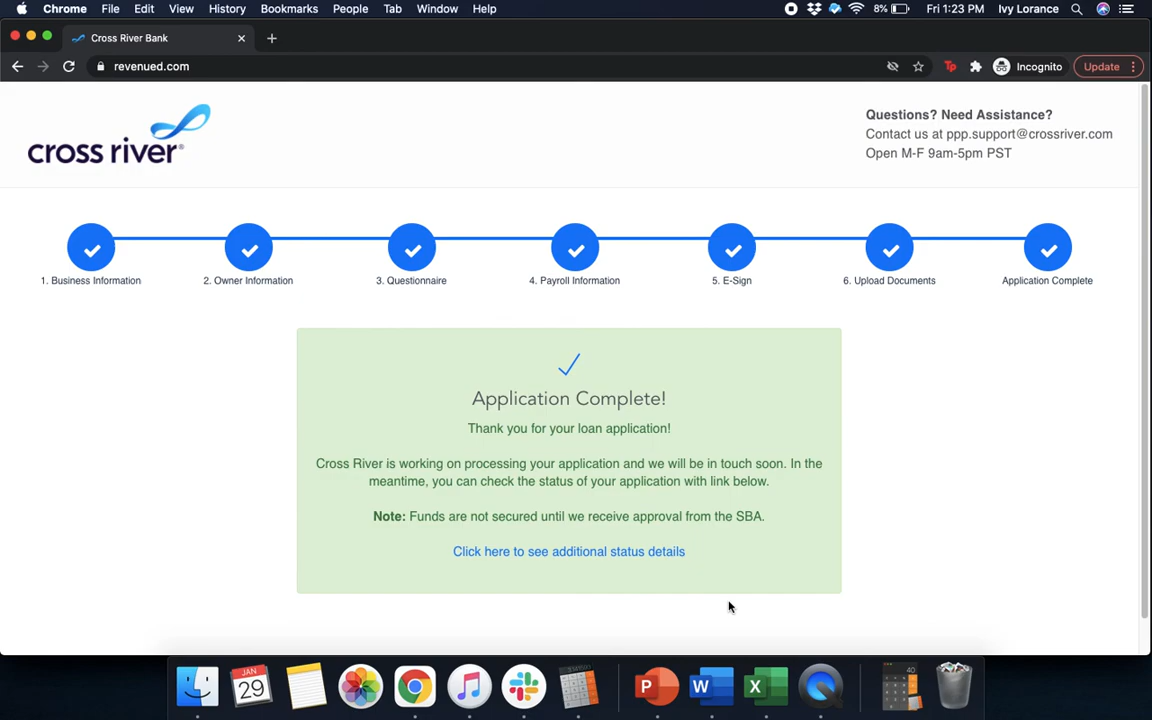 Chrome File Edit View History Bookmarks People Tab Window Help 8% Fri 1:23 PM Ivy Lorance
Cross River Bank
revenued.com Incognito Update
cross river®
Questions? Need Assistance?
Contact us at ppp.support@crossriver.com
Open M-F 9am-5pm PST
1. Business Information 2. Owner Information 3. Questionnaire 4. Payroll Information 5. E-Sign 6. Upload Documents Application Complete
Application Complete!
Thank you for your loan application!
Cross River is working on processing your application and we will be in touch soon. In the
meantime, you can check the status of your application with link below.
Note: Funds are not secured until we receive approval from the SBA.
Click here to see additional status details
JAN
29
P W X
40